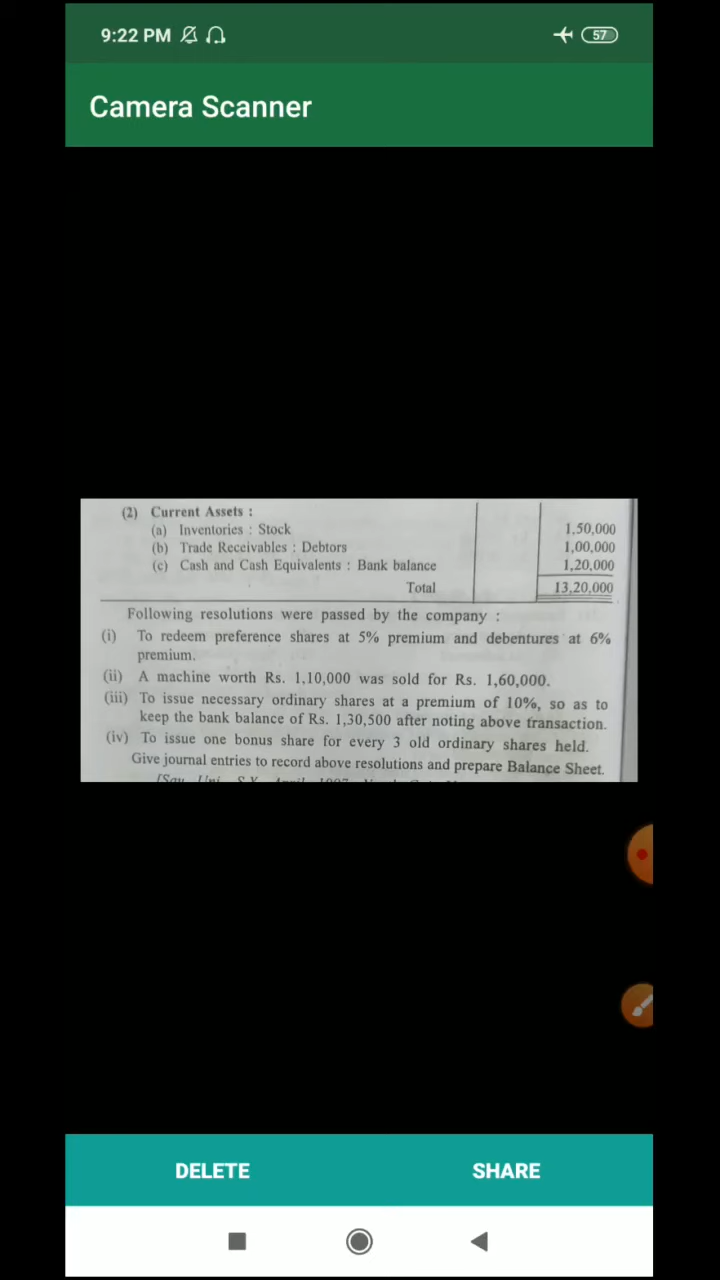 9:22 PM
57
Camera Scanner
(2) Current Assets :
(a) Inventories : Stock 1,50,000
(b) Trade Receivables : Debtors 1,00,000
(c) Cash and Cash Equivalents : Bank balance 1,20,000
Total 13,20,000
Following resolutions were passed by the company :
(i) To redeem preference shares at 5% premium and debentures at 6%
premium.
(ii) A machine worth Rs. 1,10,000 was sold for Rs. 1,60,000.
(iii) To issue necessary ordinary shares at a premium of 10%, so as to
keep the bank balance of Rs. 1,30,500 after noting above transaction.
(iv) To issue one bonus share for every 3 old ordinary shares held.
Give journal entries to record above resolutions and prepare Balance Sheet.
DELETE SHARE